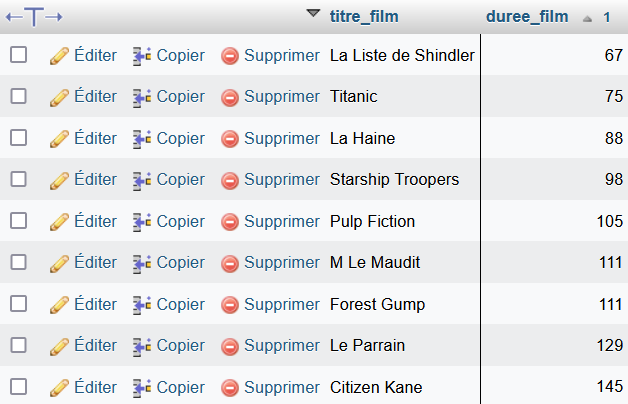 titre_film duree_film 1
Éditer Copier Supprimer La Liste de Shindler 67
Éditer Copier Supprimer Titanic 75
Éditer Copier Supprimer La Haine 88
Éditer Copier Supprimer Starship Troopers 98
Éditer Copier Supprimer Pulp Fiction 105
Éditer Copier Supprimer M Le Maudit 111
Éditer Copier Supprimer Forest Gump 111
Éditer Copier Supprimer Le Parrain 129
Éditer Copier Supprimer Citizen Kane 145